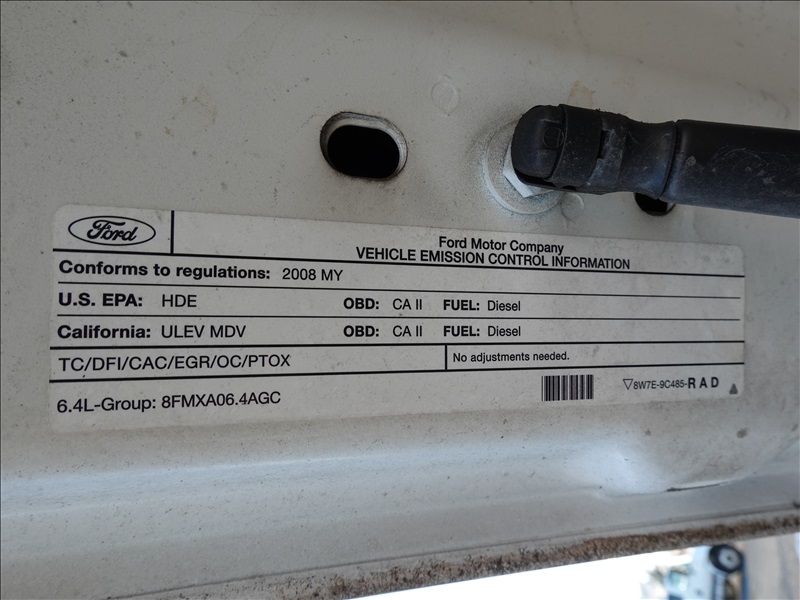 Ford
Ford Motor Company
VEHICLE EMISSION CONTROL INFORMATION
Conforms to regulations: 2008 MY
U.S. EPA: HDE OBD: CA II FUEL: Diesel
California: ULEV MDV OBD: CA II FUEL: Diesel
TC/DFI/CAC/EGR/OC/PTOX No adjustments needed.
6.4L-Group: 8FMXA06.4AGC ▽8W7E-9C485-RAD